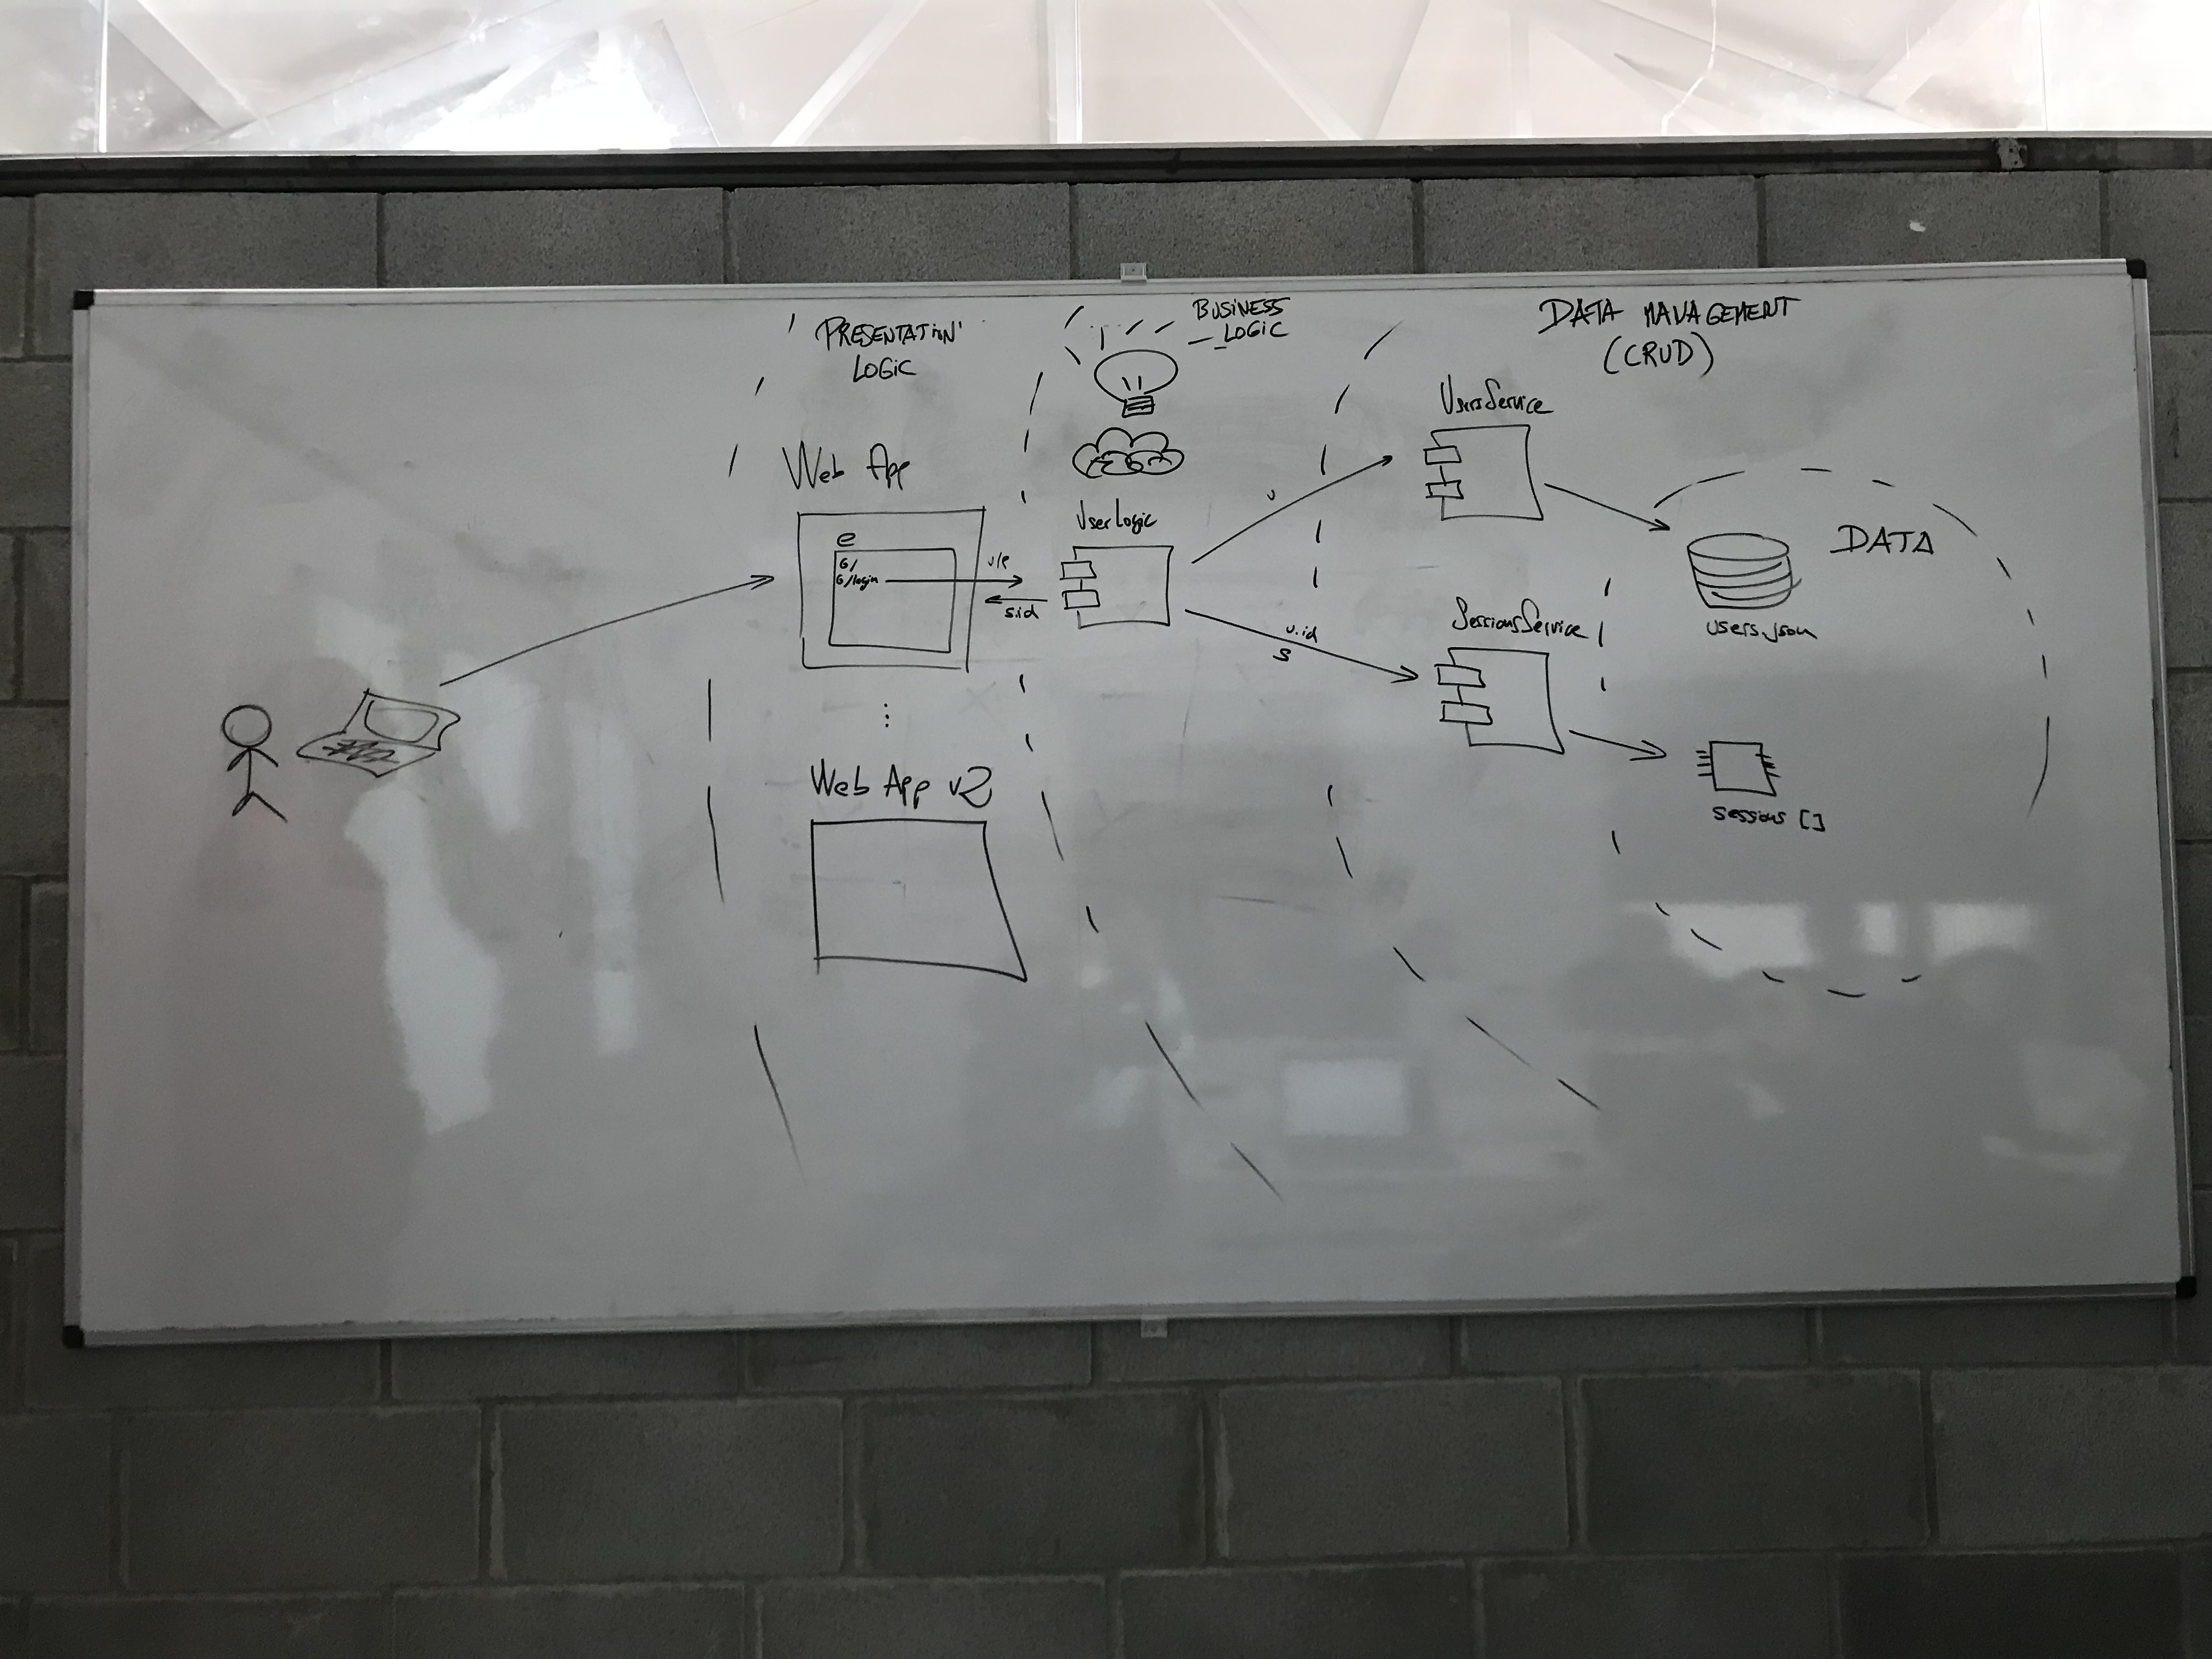 PRESENTATION
LOGIC
BUSINESS
LOGIC
DATA MANAGEMENT
(CRUD)
Web App
e
G/
G/login
u/p
s.id
UserLogic
u
u.id
s
UsersService
SessionsService
DATA
users.json
sessions []
Web App v2